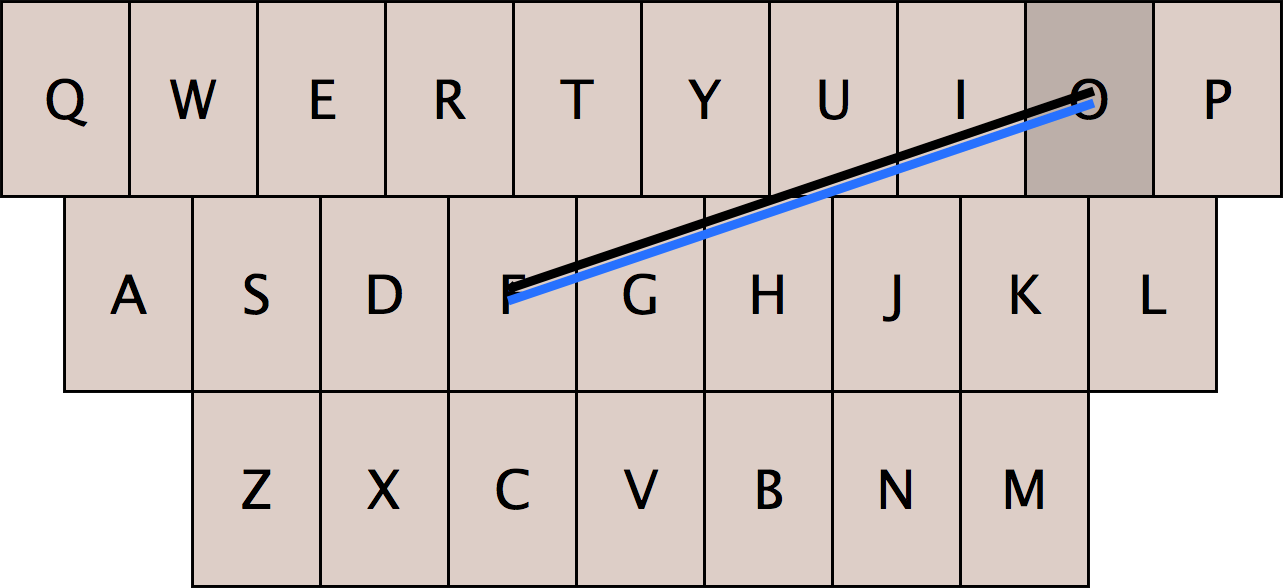 Q W E R T Y U I O P
A S D F G H J K L
Z X C V B N M